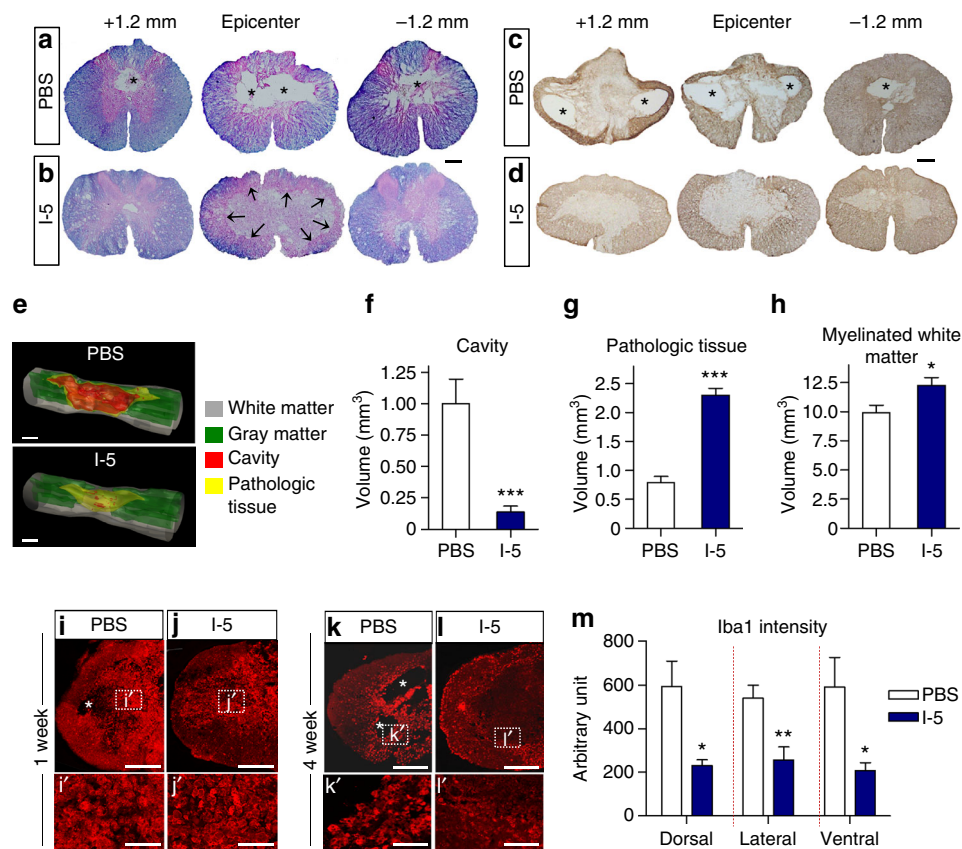 +1.2 mm Epicenter –1.2 mm
a
PBS
* * * *
b
I-5
+1.2 mm Epicenter –1.2 mm
c
PBS
* * * * *
d
I-5
e
PBS
I-5
White matter
Gray matter
Cavity
Pathologic
tissue
f
Cavity
Volume (mm³)
1.25
1.00
0.75
0.50
0.25
0
***
PBS I-5
g
Pathologic tissue
Volume (mm³)
2.5
2.0
1.5
1.0
0.5
0
***
PBS I-5
h
Myelinated white
matter
Volume (mm³)
12.5
10.0
7.5
5.0
2.5
0
*
PBS I-5
1 week
i PBS
j I-5
* i′
j′
i′
j′
4 week
k PBS
l I-5
*
* k′
l′
k′
l′
m
Iba1 intensity
Arbitrary unit
800
600
400
200
0
* ** *
Dorsal Lateral Ventral
PBS
I-5